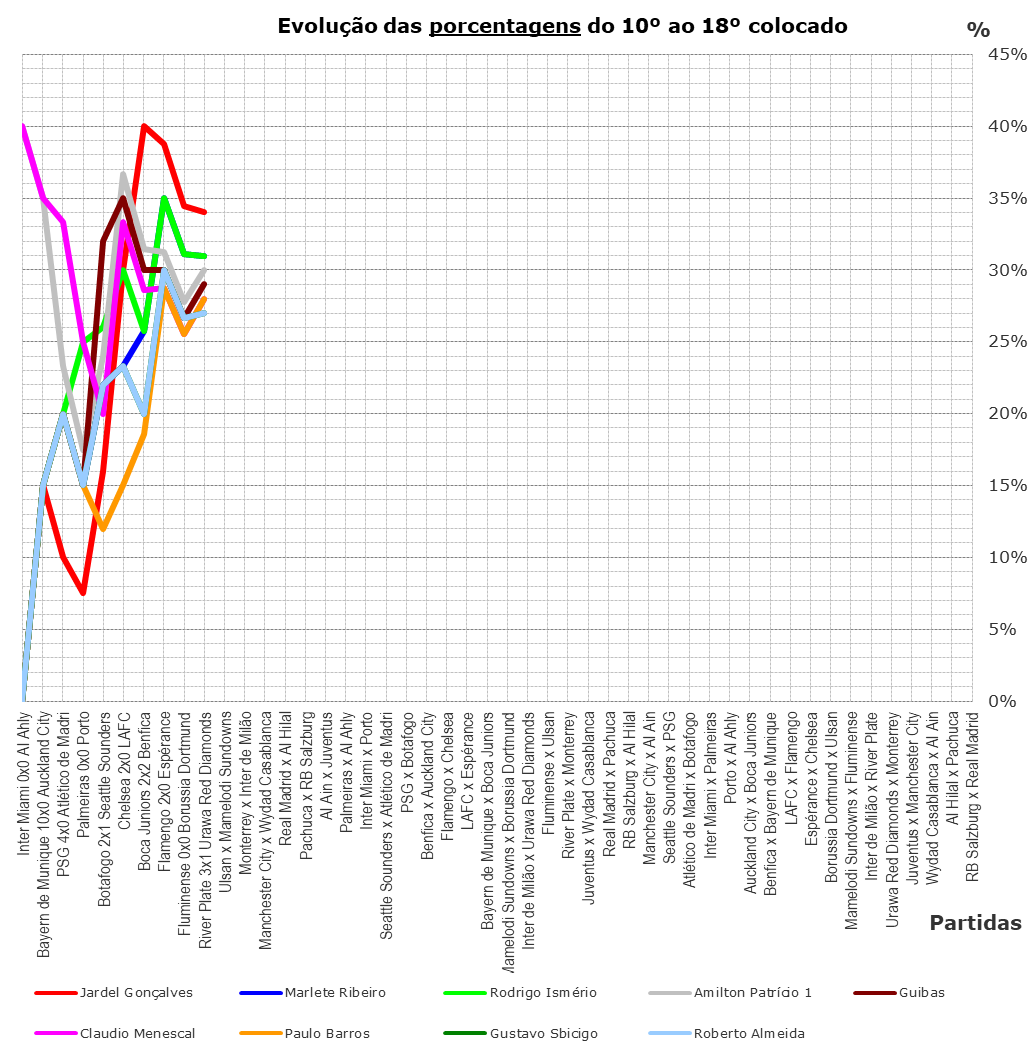 Evolução das porcentagens do 10º ao 18º colocado
%
45%
40%
35%
30%
25%
20%
15%
10%
5%
0%
Inter Miami 0x0 Al Ahly
Bayern de Munique 10x0 Auckland City
PSG 4x0 Atlético de Madri
Palmeiras 0x0 Porto
Botafogo 2x1 Seattle Sounders
Chelsea 2x0 LAFC
Boca Juniors 2x2 Benfica
Flamengo 2x0 Espérance
Fluminense 0x0 Borussia Dortmund
River Plate 3x1 Urawa Red Diamonds
Ulsan x Mamelodi Sundowns
Monterrey x Inter de Milão
Manchester City x Wydad Casablanca
Real Madrid x Al Hilal
Pachuca x RB Salzburg
Al Ain x Juventus
Palmeiras x Al Ahly
Inter Miami x Porto
Seattle Sounders x Atlético de Madri
PSG x Botafogo
Benfica x Auckland City
Flamengo x Chelsea
LAFC x Espérance
Bayern de Munique x Boca Juniors
Mamelodi Sundowns x Borussia Dortmund
Inter de Milão x Urawa Red Diamonds
Fluminense x Ulsan
River Plate x Monterrey
Juventus x Wydad Casablanca
Real Madrid x Pachuca
RB Salzburg x Al Hilal
Manchester City x Al Ain
Seattle Sounders x PSG
Atlético de Madri x Botafogo
Inter Miami x Palmeiras
Porto x Al Ahly
Auckland City x Boca Juniors
Benfica x Bayern de Munique
LAFC x Flamengo
Espérance x Chelsea
Borussia Dortmund x Ulsan
Mamelodi Sundowns x Fluminense
Inter de Milão x River Plate
Urawa Red Diamonds x Monterrey
Juventus x Manchester City
Wydad Casablanca x Al Ain
Al Hilal x Pachuca
RB Salzburg x Real Madrid
Partidas
Jardel Gonçalves
Marlete Ribeiro
Rodrigo Ismério
Amilton Patrício 1
Guibas
Claudio Menescal
Paulo Barros
Gustavo Sbicigo
Roberto Almeida